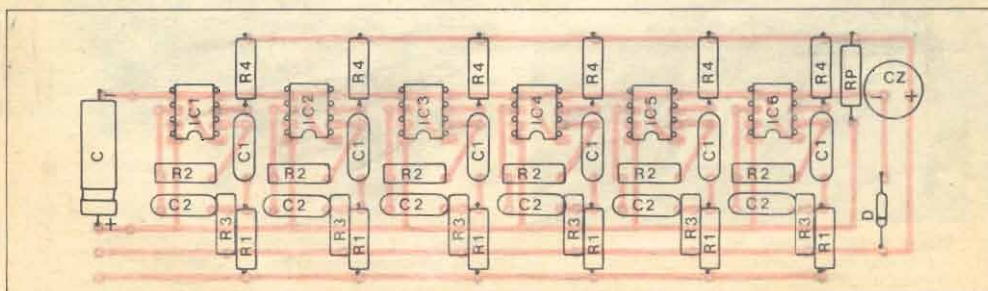 R4 R4 R4 R4 R4 R4 RP CZ
- +
IC1 IC2 IC3 IC4 IC5 IC6
-
C
C1 C1 C1 C1 C1 C1
R2 R2 R2 R2 R2 R2
C2 C2 C2 C2 C2 C2
D
+
R3 R3 R3 R3 R3 R3
R1 R1 R1 R1 R1 R1